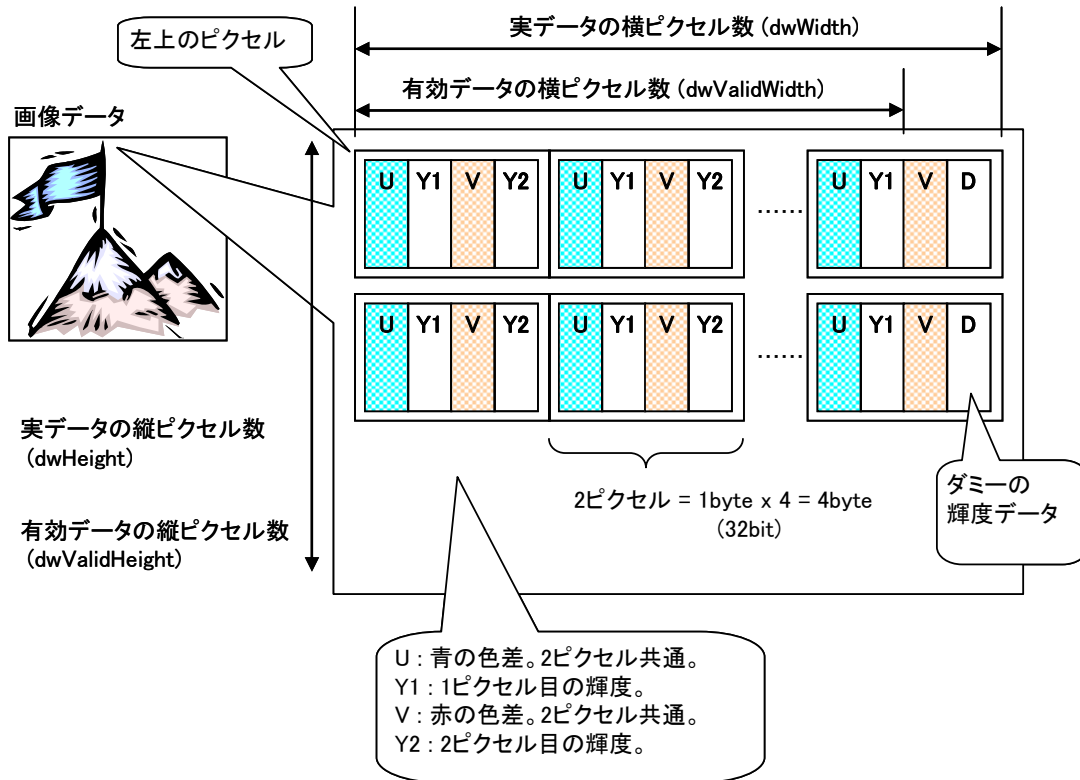 実データの横ピクセル数 (dwWidth)
左上のピクセル
有効データの横ピクセル数 (dwValidWidth)
画像データ
U Y1 V Y2 U Y1 V Y2 ...... U Y1 V D
U Y1 V Y2 U Y1 V Y2 ...... U Y1 V D
実データの縦ピクセル数
(dwHeight)
有効データの縦ピクセル数
(dwValidHeight)
2ピクセル = 1byte x 4 = 4byte
(32bit)
ダミーの
輝度データ
U : 青の色差。2ピクセル共通。
Y1 : 1ピクセル目の輝度。
V : 赤の色差。2ピクセル共通。
Y2 : 2ピクセル目の輝度。